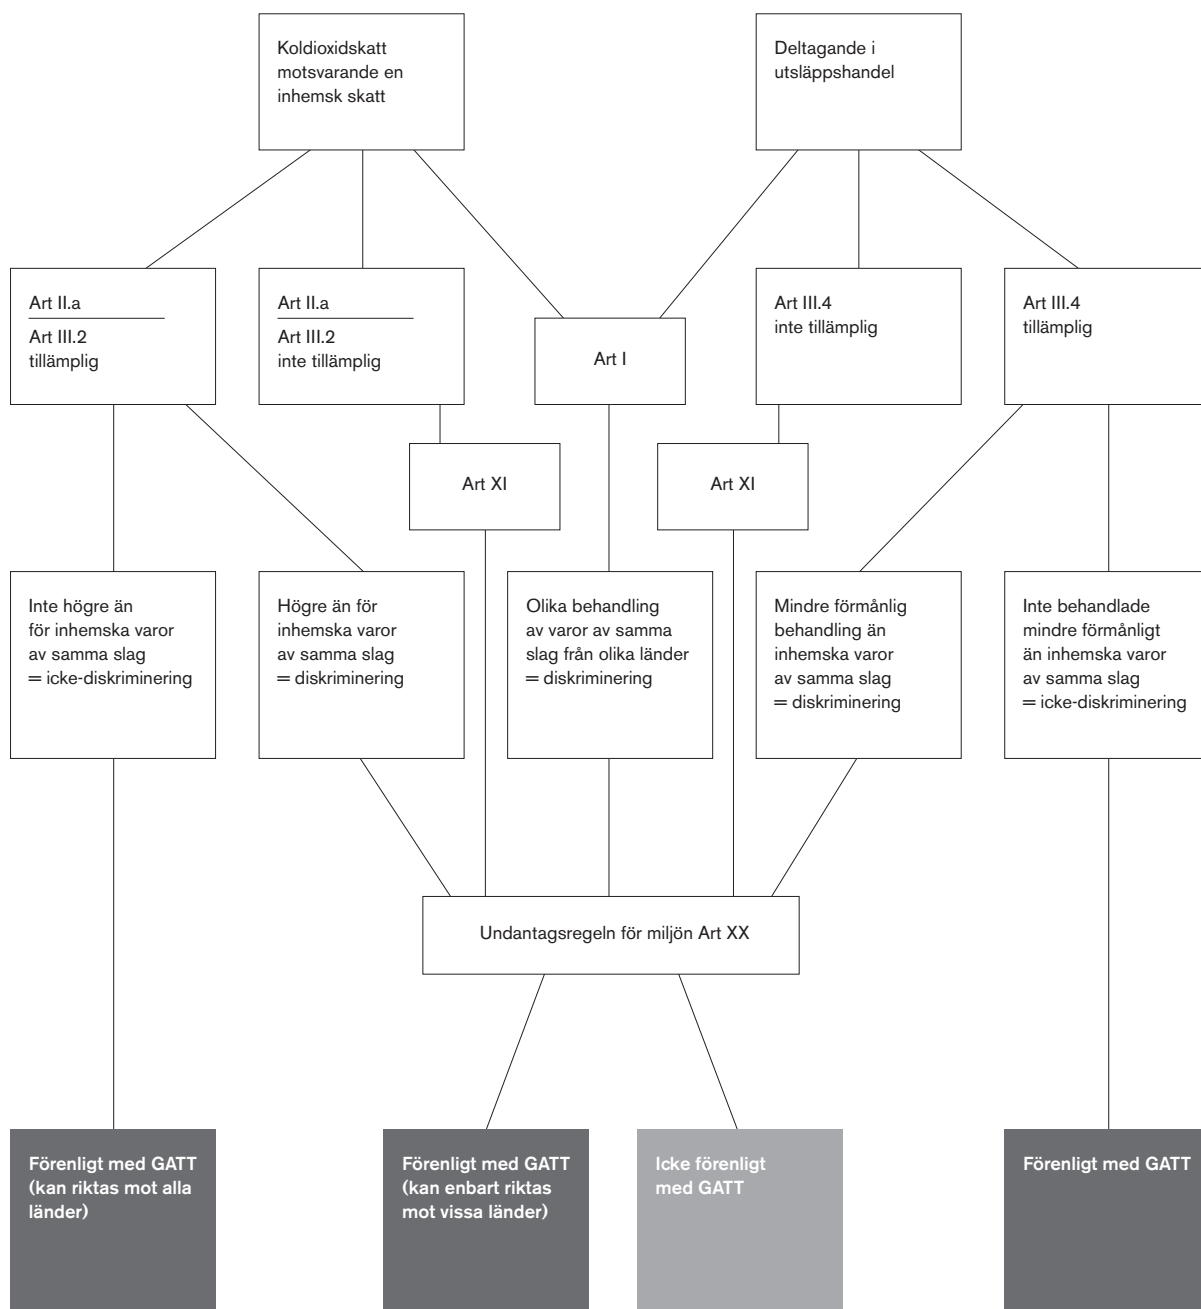 Koldioxidskatt
motsvarande en
inhemsk skatt
Deltagande i
utsläppshandel
Art II.a
Art III.2
tillämplig
Art II.a
Art III.2
inte tillämplig
Art I
Art III.4
inte tillämplig
Art III.4
tillämplig
Art XI
Art XI
Inte högre än
för inhemska varor
av samma slag
= icke-diskriminering
Högre än för
inhemska varor
av samma slag
= diskriminering
Olika behandling
av varor av samma
slag från olika länder
= diskriminering
Mindre förmånlig
behandling än
inhemska varor
av samma slag
= diskriminering
Inte behandlade
mindre förmånligt
än inhemska varor
av samma slag
= icke-diskriminering
Undantagsregeln för miljön Art XX
Förenligt med GATT
(kan riktas mot alla
länder)
Förenligt med GATT
(kan enbart riktas
mot vissa länder)
Icke förenligt
med GATT
Förenligt med GATT